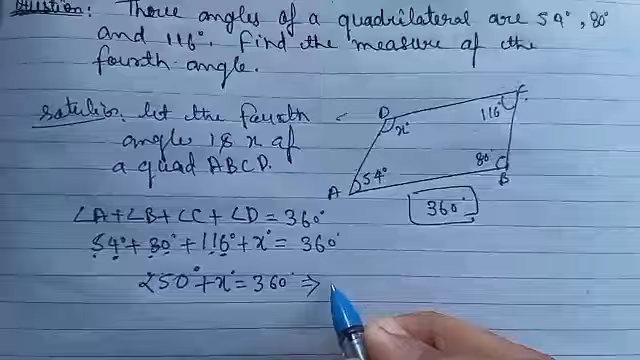 Question: Three angles of a quadrilateral are 54°, 80°
and 116°. Find the measure of the
fourth angle.
Solution. let the fourth
angle is x of
a quad ABCD.
D
x°
116°
C
54°
A
80°
B
360°
∠A+∠B+∠C+∠D=360°
54°+80°+116°+x°=360°
250°+x°=360°⇒